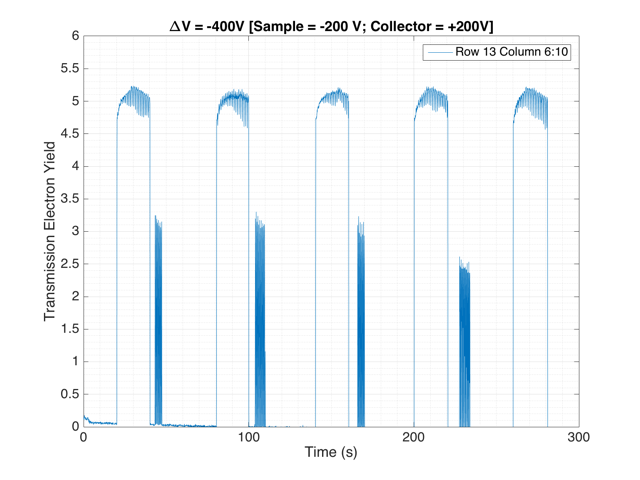 ΔV = -400V [Sample = -200 V; Collector = +200V]
Row 13 Column 6:10
Transmission Electron Yield
6
5.5
5
4.5
4
3.5
3
2.5
2
1.5
1
0.5
0
0 100 200 300
Time (s)